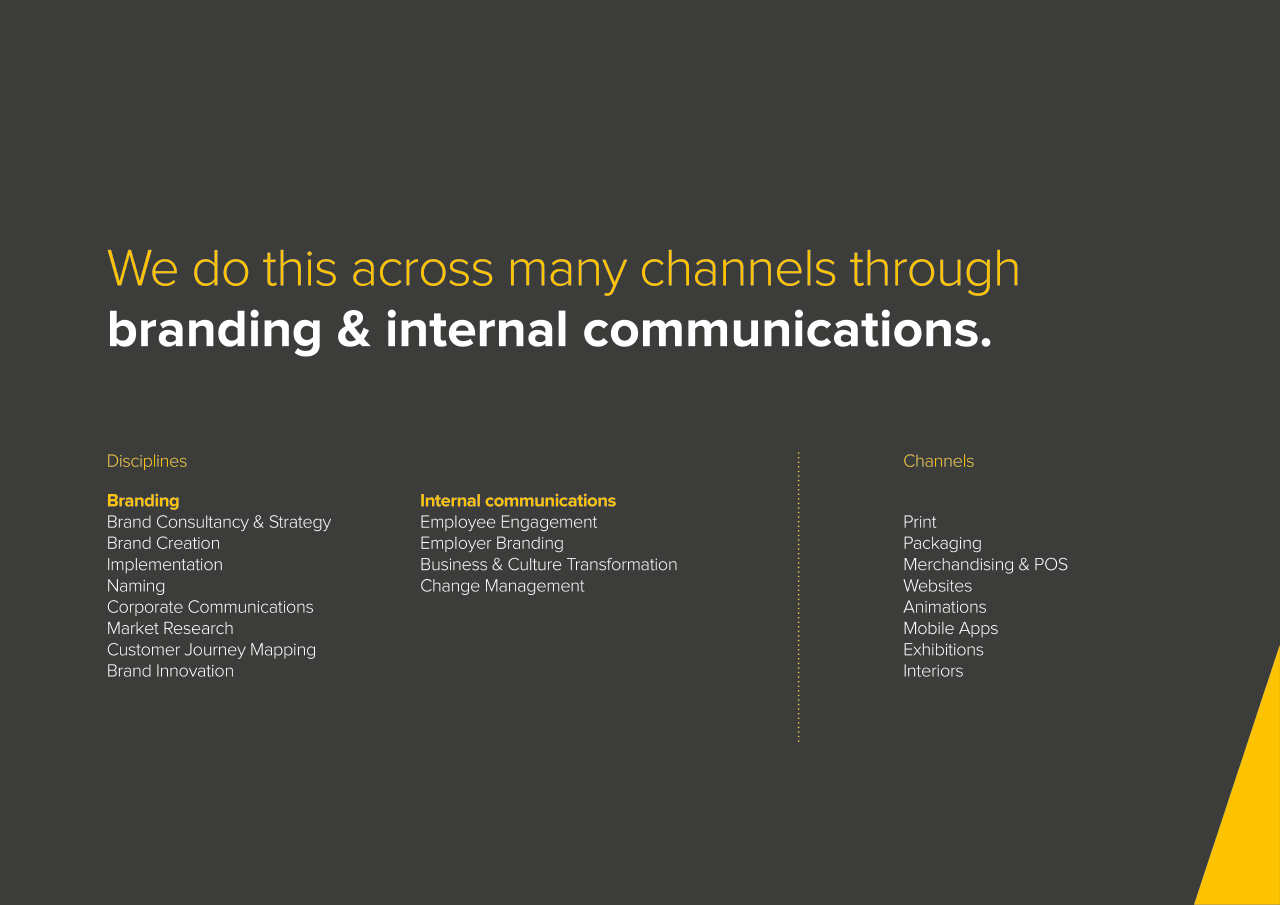 We do this across many channels through
branding & internal communications.
Disciplines
Branding
Brand Consultancy & Strategy
Brand Creation
Implementation
Naming
Corporate Communications
Market Research
Customer Journey Mapping
Brand Innovation
Internal communications
Employee Engagement
Employer Branding
Business & Culture Transformation
Change Management
Channels
Print
Packaging
Merchandising & POS
Websites
Animations
Mobile Apps
Exhibitions
Interiors